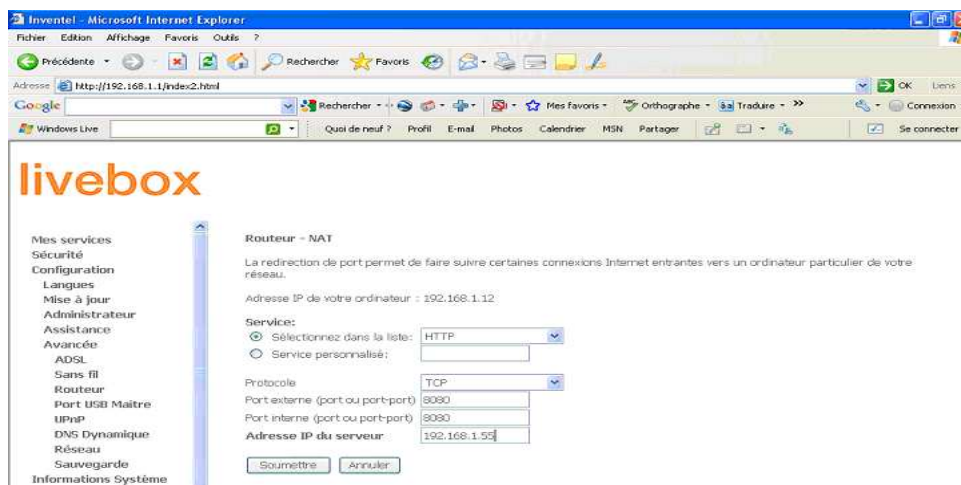 Inventel - Microsoft Internet Explorer
Fichier Edition Affichage Favoris Outils ?
Précédente Rechercher Favoris
Adresse http://192.168.1.1/index2.html OK Liens
Google Rechercher Mes favoris Orthographe Traduire Connexion
Windows Live Quoi de neuf ? Profil E-mail Photos Calendrier MSN Partager Se connecter
livebox
Mes services
Sécurité
Configuration
Langues
Mise à jour
Administrateur
Assistance
Avancée
ADSL
Sans fil
Routeur
Port USB Maitre
UPnP
DNS Dynamique
Réseau
Sauvegarde
Informations Système
Routeur - NAT
La redirection de port permet de faire suivre certaines connexions Internet entrantes vers un ordinateur particulier de votre
réseau.
Adresse IP de votre ordinateur : 192.168.1.12
Service:
Sélectionnez dans la liste: HTTP
Service personnalisé:
Protocole TCP
Port externe (port ou port-port) 8080
Port interne (port ou port-port) 8080
Adresse IP du serveur 192.168.1.55
Soumettre Annuler